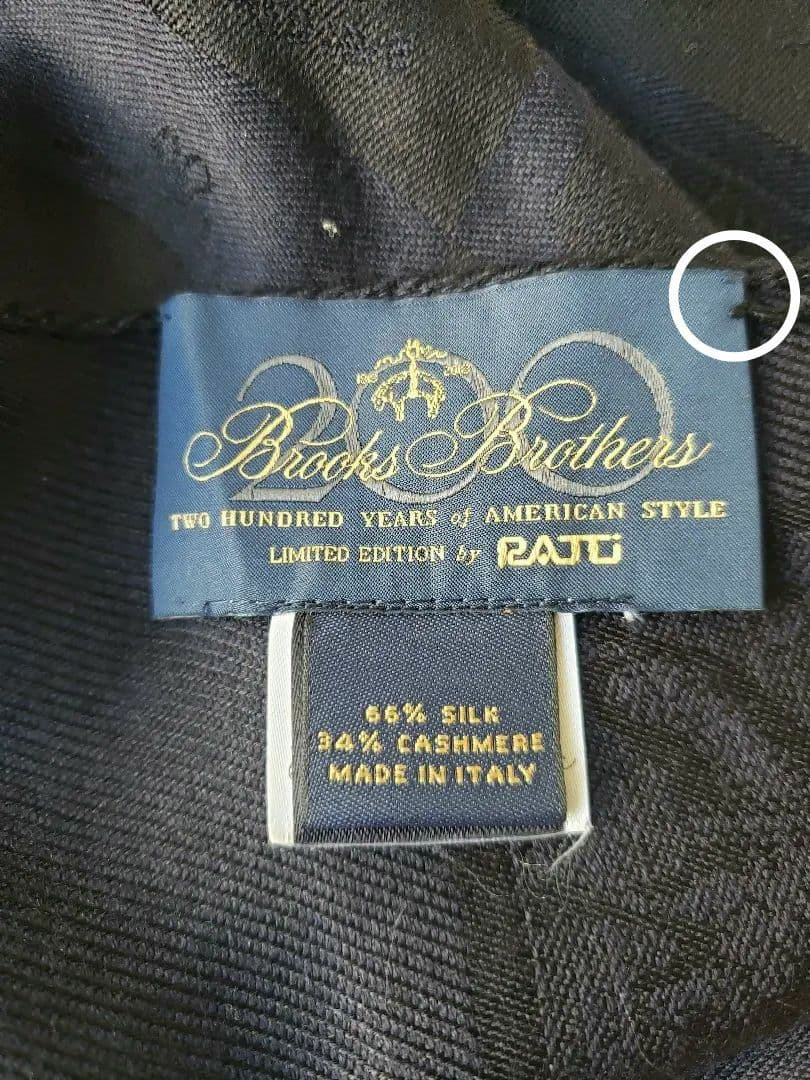 200
Brooks Brothers
TWO HUNDRED YEARS of AMERICAN STYLE
LIMITED EDITION by RATTI
66% SILK
34% CASHMERE
MADE IN ITALY